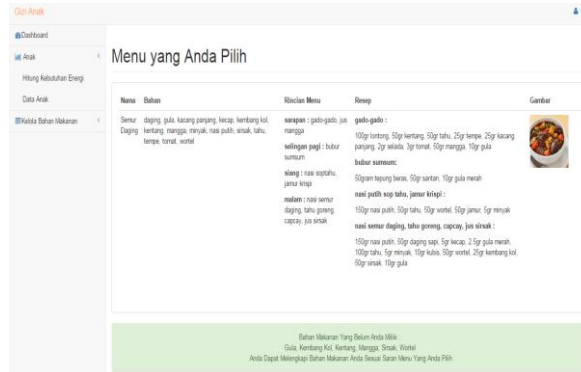 Gizi Anak
Dashboard
Anak
Hitung Kebutuhan Energi
Data Anak
Kelola Bahan Makanan
Menu yang Anda Pilih
Nama Bahan Rincian Menu Resep Gambar
Semur Daging
daging, gula, kacang panjang, kecap, kembang kol,
kentang, mangga, minyak, nasi putih, sirsak, tahu,
tempe, tomat, wortel
sarapan : gado-gado, jus
mangga
selingan pagi : bubur
sumsum
siang : nasi soptahu,
jamur krispi
malam : nasi semur
daging, tahu goreng,
capcay, jus sirsak
gado-gado :
100gr lontong, 50gr kentang, 50gr tahu, 25gr tempe, 25gr kacang
panjang, 2gr selada, 3gr tomat, 50gr mangga, 10gr gula
bubur sumsum:
50gram tepung beras, 50gr santan, 10gr gula merah
nasi putih sop tahu, jamur krispi :
150gr nasi putih, 50gr tahu, 50gr wortel, 50gr jamur, 5gr minyak
nasi semur daging, tahu goreng, capcay, jus sirsak :
150gr nasi putih, 50gr daging sapi, 5gr kecap, 2.5gr gula merah,
100gr tahu, 5gr minyak, 10gr kubis, 50gr wortel, 25gr kembang kol,
50gr sirsak, 10gr gula
Bahan Makanan Yang Belum Anda Miliki :
Gula, Kembang Kol, Kentang, Mangga, Sirsak, Wortel
Anda Dapat Melengkapi Bahan Makanan Anda Sesuai Saran Menu Yang Anda Pilih